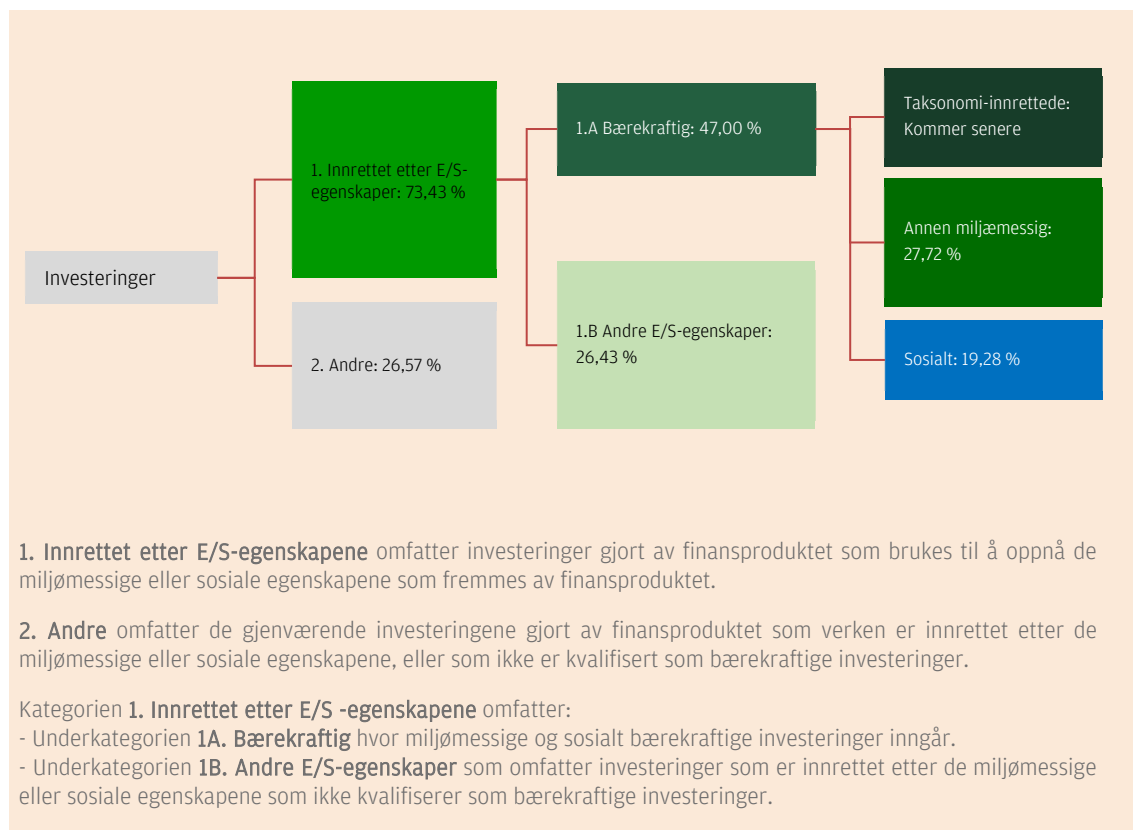 Investeringer
1. Innrettet etter E/S-
egenskaper: 73,43 %
2. Andre: 26,57 %
1.A Bærekraftig: 47,00 %
1.B Andre E/S-egenskaper:
26,43 %
Taksonomi-innrettede:
Kommer senere
Annen miljæmessig:
27,72 %
Sosialt: 19,28 %
1. Innrettet etter E/S-egenskapene omfatter investeringer gjort av finansproduktet som brukes til å oppnå de
miljømessige eller sosiale egenskapene som fremmes av finansproduktet.
2. Andre omfatter de gjenværende investeringene gjort av finansproduktet som verken er innrettet etter de
miljømessige eller sosiale egenskapene, eller som ikke er kvalifisert som bærekraftige investeringer.
Kategorien 1. Innrettet etter E/S -egenskapene omfatter:
- Underkategorien 1A. Bærekraftig hvor miljømessige og sosialt bærekraftige investeringer inngår.
- Underkategorien 1B. Andre E/S-egenskaper som omfatter investeringer som er innrettet etter de miljømessige
eller sosiale egenskapene som ikke kvalifiserer som bærekraftige investeringer.